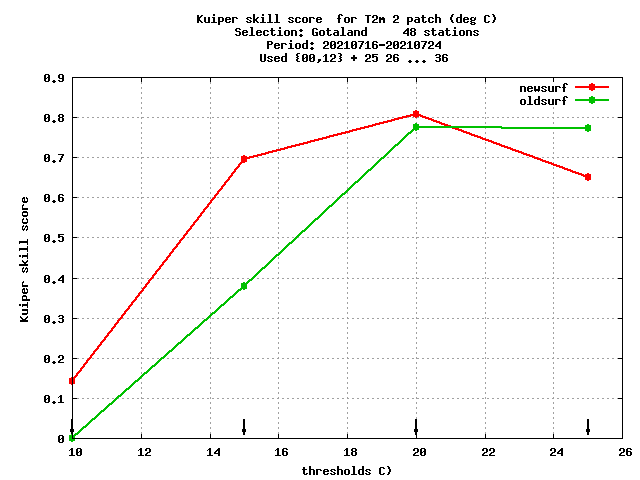 Kuiper skill score  for T2m 2 patch (deg C)
Selection: Gotaland     48 stations
Period: 20210716-20210724
Used {00,12} + 25 26 ... 36
newsurf
oldsurf
0.9
0.8
0.7
0.6
0.5
0.4
0.3
0.2
0.1
0
Kuiper skill score
10 12 14 16 18 20 22 24 26
thresholds C)